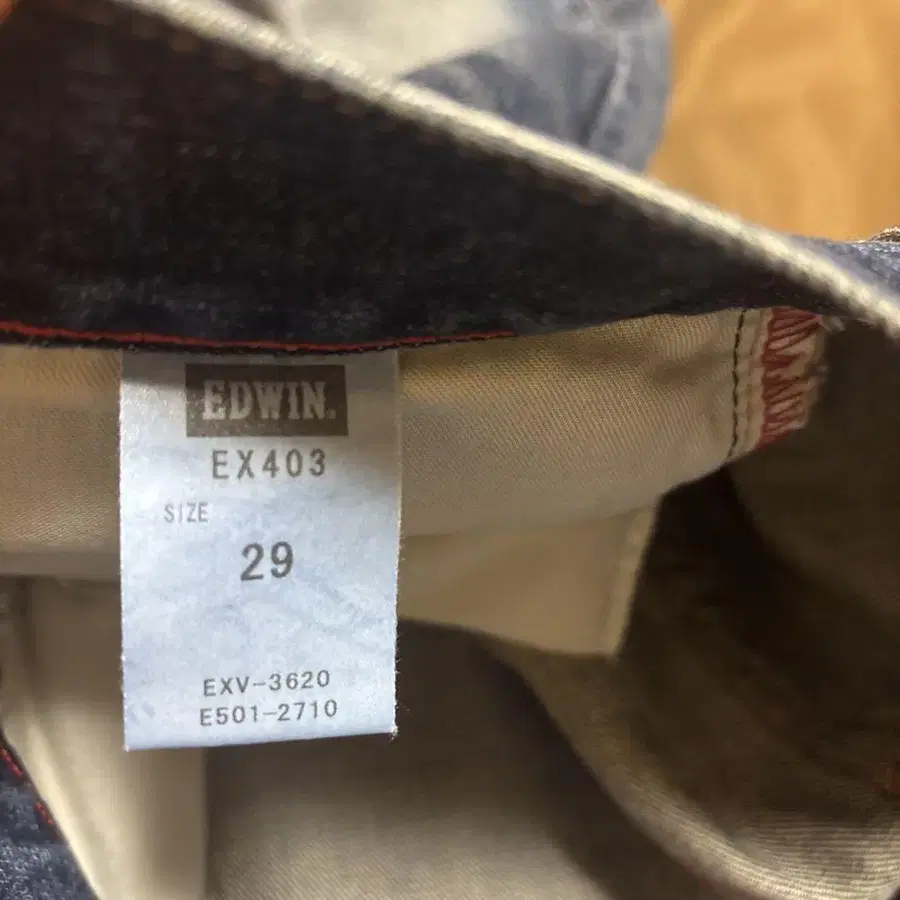 EDWIN.
EX403
SIZE
29
EXV-3620
E501-2710